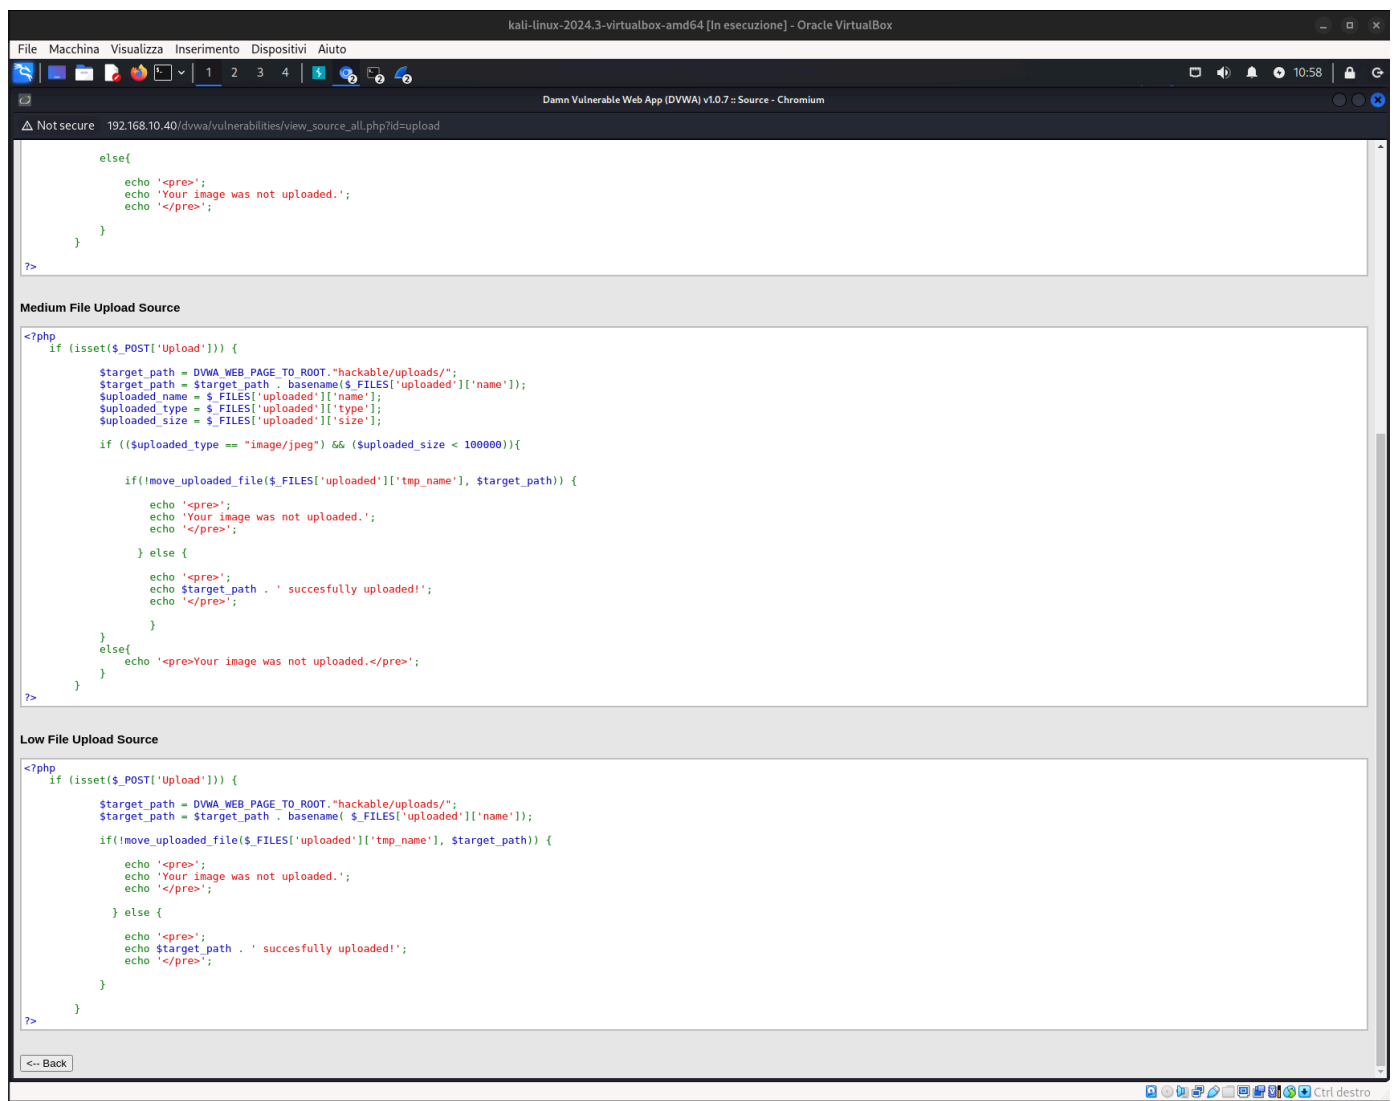 kali-linux-2024.3-virtualbox-amd64 [In esecuzione] - Oracle VirtualBox
File Macchina Visualizza Inserimento Dispositivi Aiuto
1 2 3 4 2 2 2 10:58
Damn Vulnerable Web App (DVWA) v1.0.7 :: Source - Chromium
Not secure 192.168.10.40/dvwa/vulnerabilities/view_source_all.php?id=upload
else{
echo '<pre>';
echo 'Your image was not uploaded.';
echo '</pre>';
}
}
?>
Medium File Upload Source
<?php
if (isset($_POST['Upload'])) {
$target_path = DVWA_WEB_PAGE_TO_ROOT."hackable/uploads/";
$target_path = $target_path . basename($_FILES['uploaded']['name']);
$uploaded_name = $_FILES['uploaded']['name'];
$uploaded_type = $_FILES['uploaded']['type'];
$uploaded_size = $_FILES['uploaded']['size'];
if (($uploaded_type == "image/jpeg") && ($uploaded_size < 100000)){
if(!move_uploaded_file($_FILES['uploaded']['tmp_name'], $target_path)) {
echo '<pre>';
echo 'Your image was not uploaded.';
echo '</pre>';
} else {
echo '<pre>';
echo $target_path . ' succesfully uploaded!';
echo '</pre>';
}
}
else{
echo '<pre>Your image was not uploaded.</pre>';
}
}
?>
Low File Upload Source
<?php
if (isset($_POST['Upload'])) {
$target_path = DVWA_WEB_PAGE_TO_ROOT."hackable/uploads/";
$target_path = $target_path . basename( $_FILES['uploaded']['name']);
if(!move_uploaded_file($_FILES['uploaded']['tmp_name'], $target_path)) {
echo '<pre>';
echo 'Your image was not uploaded.';
echo '</pre>';
} else {
echo '<pre>';
echo $target_path . ' succesfully uploaded!';
echo '</pre>';
}
}
?>
<-- Back
Ctrl destro